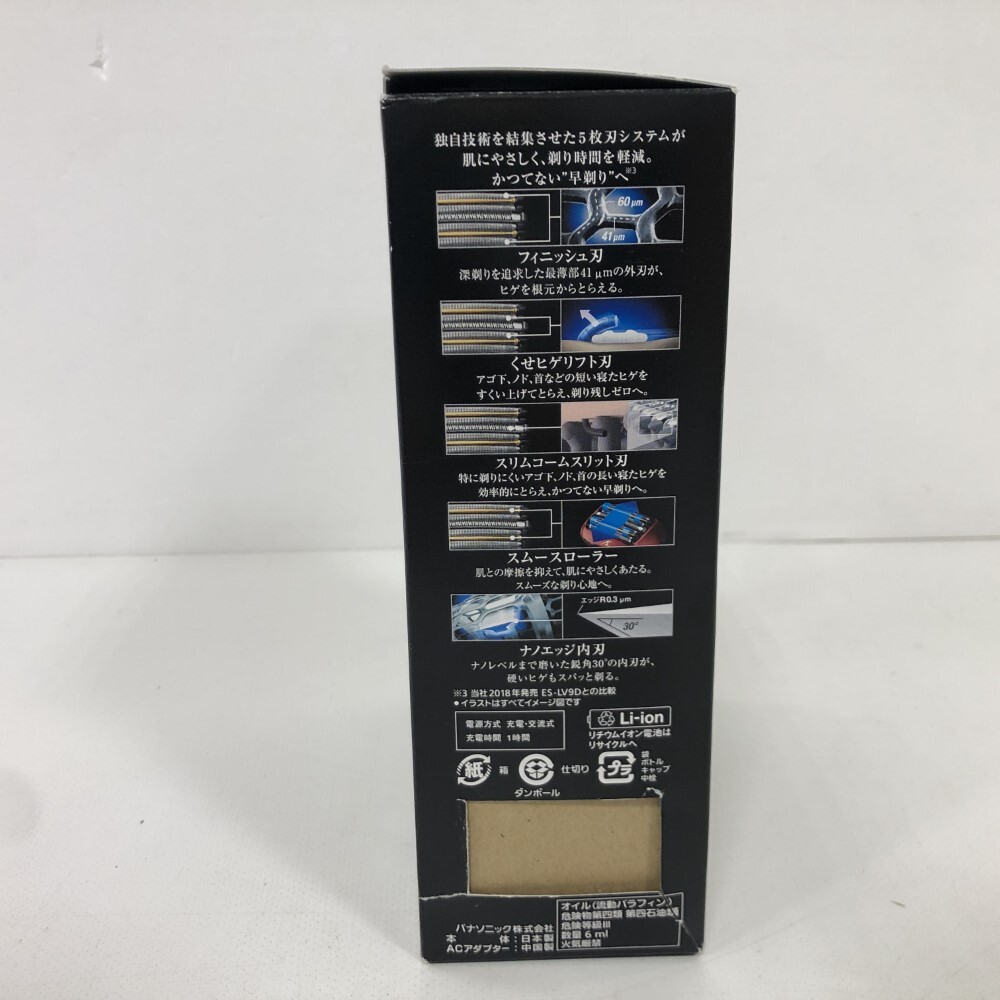 独自技術を結集させた5枚刃システムが
肌にやさしく、剃り時間を軽減。
かつてない"早剃り"へ※3
60μm
41μm
フィニッシュ刃
深剃りを追求した最薄部41μmの外刃が、
ヒゲを根元からとらえる。
くせヒゲリフト刃
アゴ下、ノド、首などの短い寝たヒゲを
すくい上げてとらえ、剃り残しゼロへ。
スリムコームスリット刃
特に剃りにくいアゴ下、ノド、首の長い寝たヒゲを
効率的にとらえ、かつてない早剃りへ。
スムースローラー
肌との摩擦を抑えて、肌にやさしくあたる。
スムーズな剃り心地へ。
エッジR0.3μm
30°
ナノエッジ内刃
ナノレベルまで磨いた鋭角30°の内刃が、
硬いヒゲもスパッと剃る。
※3 当社2018年発売 ES-LV9Dとの比較
●イラストはすべてイメージ図です
電源方式 充電・交流式
充電時間 1時間
Li-ion
リチウムイオン電池は
リサイクルへ
紙 箱
仕切り
ダンボール
プラ
袋
ボトル
キャップ
中栓
オイル(流動パラフィン)
危険物第四類 第四石油類
危険等級III
数量 6ml
火気厳禁
パナソニック株式会社
本体:日本製
ACアダプター:中国製